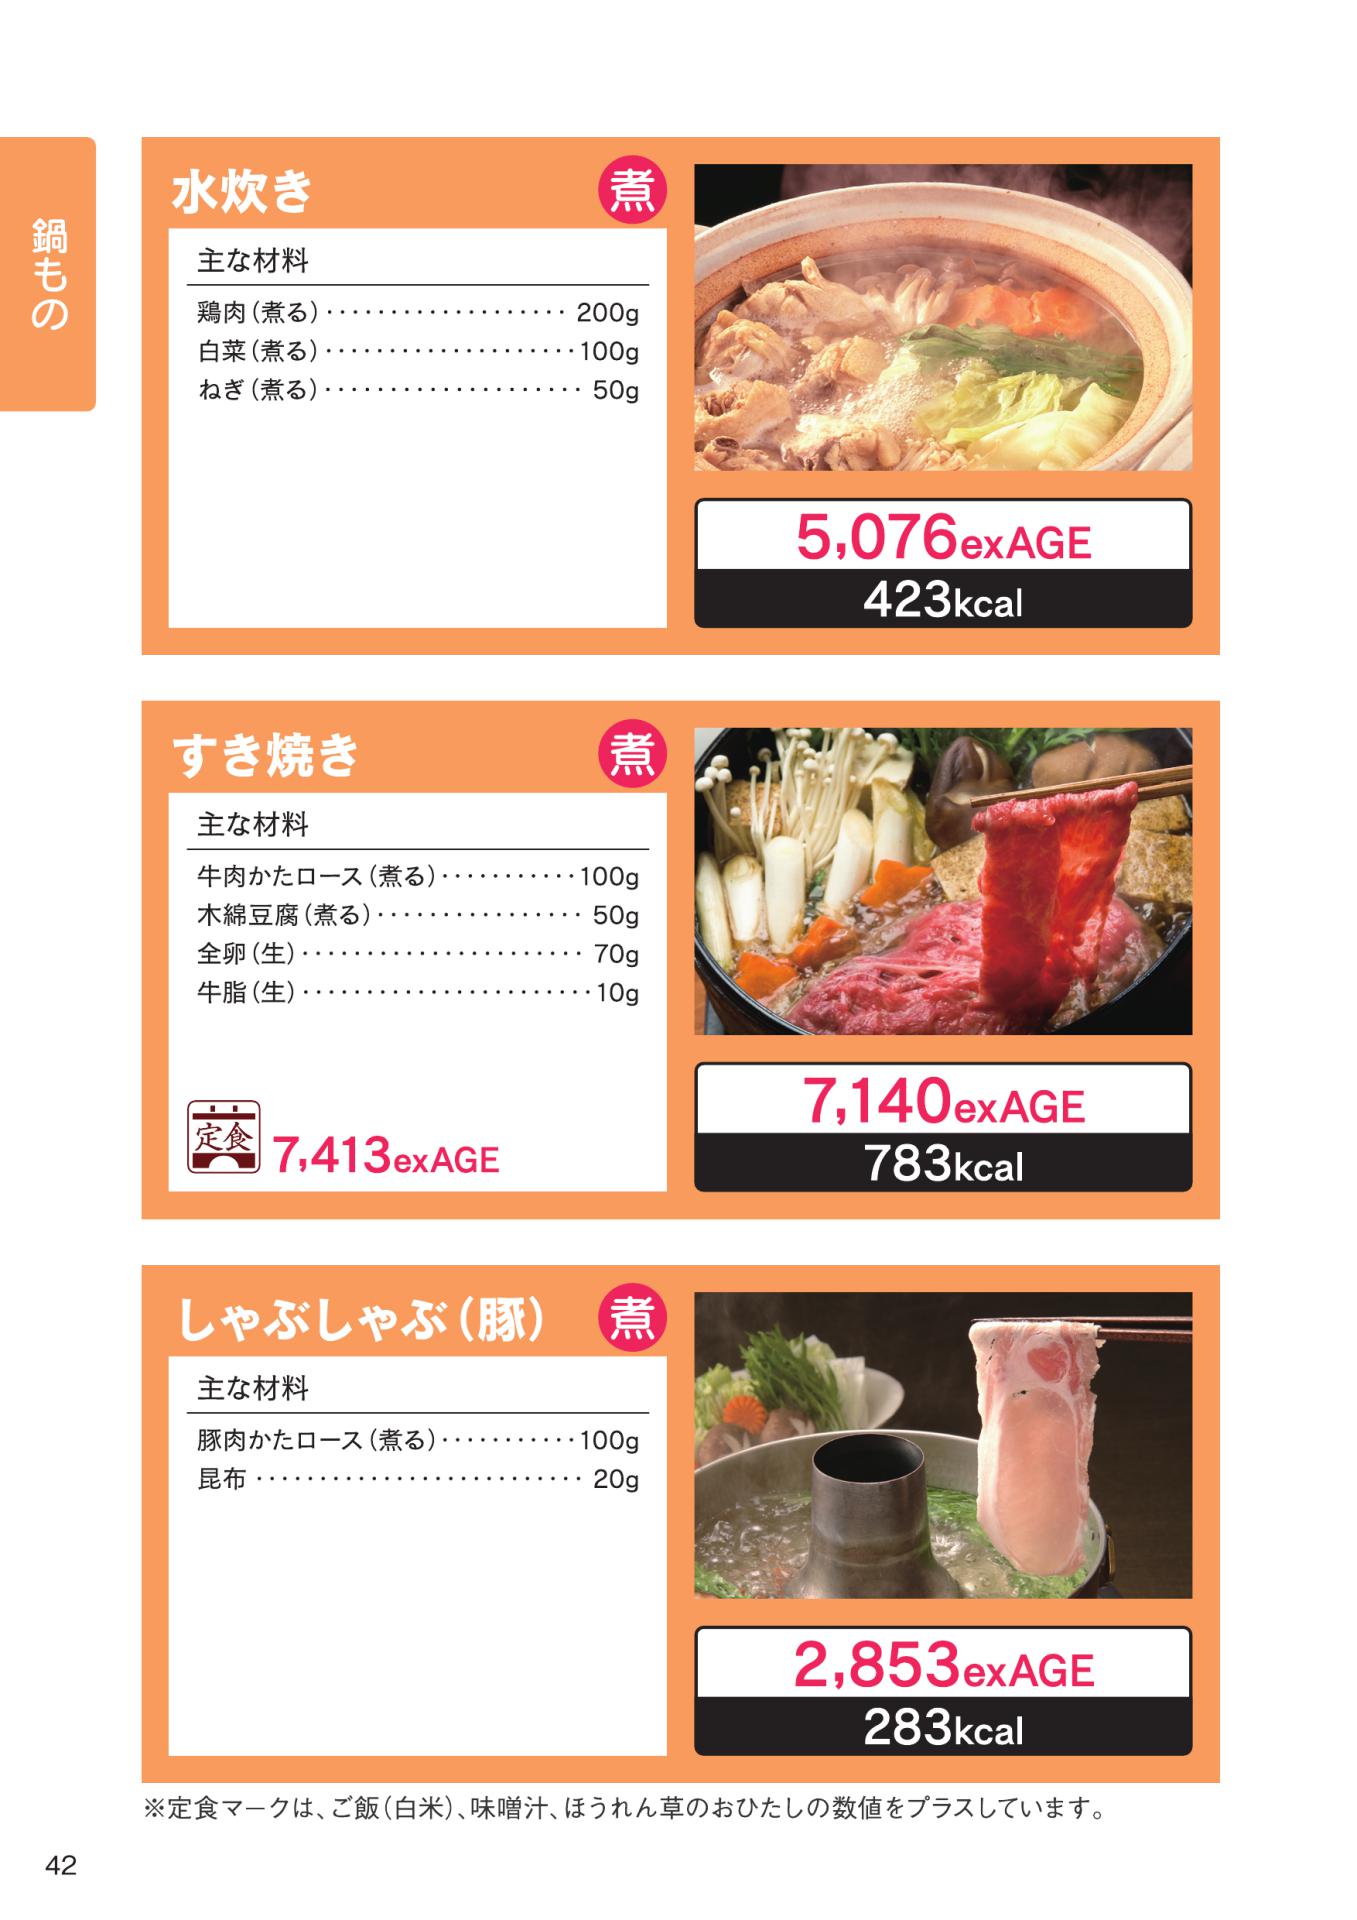 鍋もの
水炊き 煮
主な材料
鶏肉（煮る）・・・・・・・・・・・・・・・・・・・ 200g
白菜（煮る）・・・・・・・・・・・・・・・・・・・・100g
ねぎ（煮る）・・・・・・・・・・・・・・・・・・・・ 50g
5,076exAGE
423kcal
すき焼き 煮
主な材料
牛肉かたロース（煮る）・・・・・・・・・・・100g
木綿豆腐（煮る）・・・・・・・・・・・・・・・・ 50g
全卵（生）・・・・・・・・・・・・・・・・・・・・・・ 70g
牛脂（生）・・・・・・・・・・・・・・・・・・・・・・・10g
定食 7,413exAGE
7,140exAGE
783kcal
しゃぶしゃぶ（豚） 煮
主な材料
豚肉かたロース（煮る）・・・・・・・・・・・100g
昆布 ・・・・・・・・・・・・・・・・・・・・・・・・・・ 20g
2,853exAGE
283kcal
※定食マークは、ご飯（白米）、味噌汁、ほうれん草のおひたしの数値をプラスしています。
42